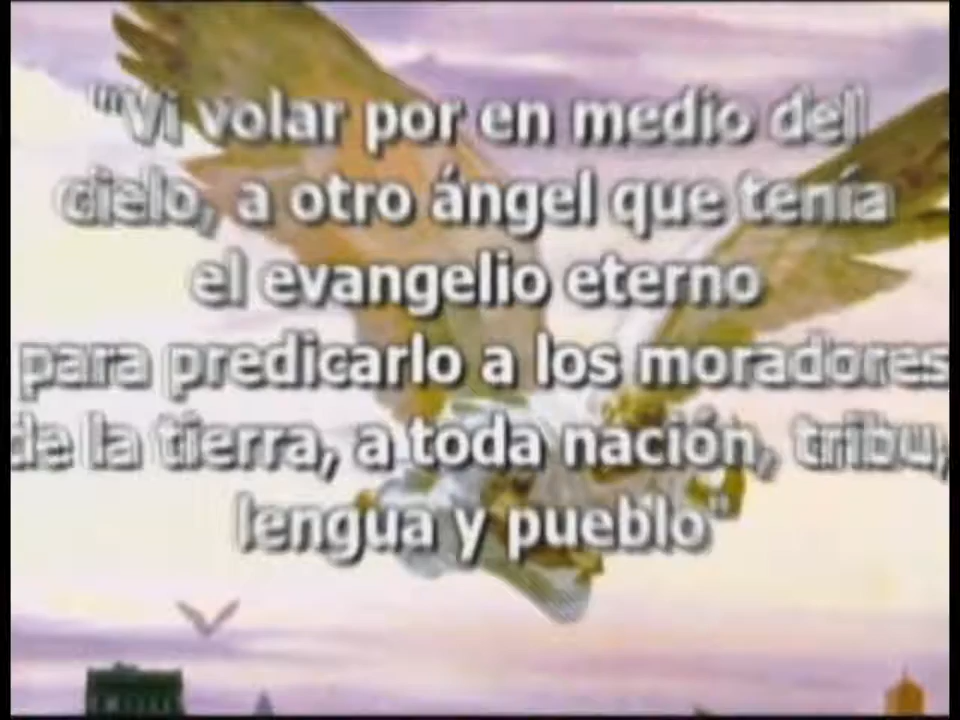 "Vi volar por en medio del
cielo, a otro ángel que tenía
el evangelio eterno
para predicarlo a los moradores
de la tierra, a toda nación, tribu,
lengua y pueblo"